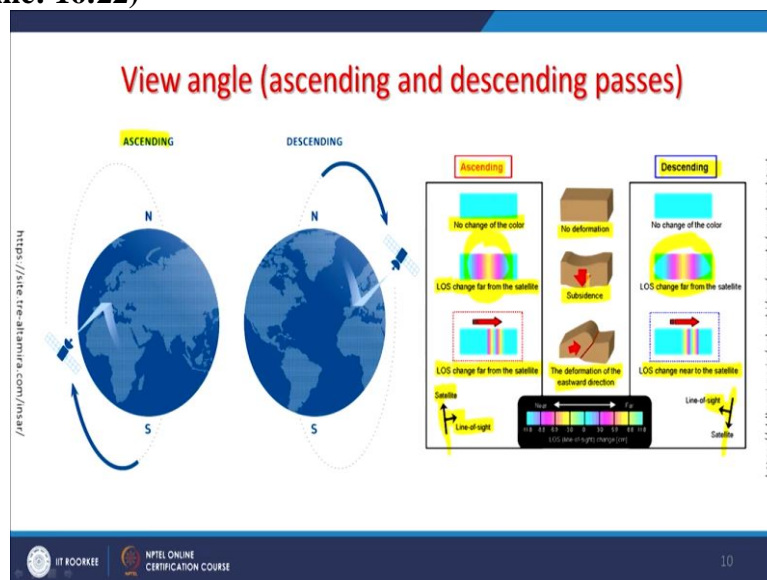 View angle (ascending and descending passes)
ASCENDING
DESCENDING
N
N
S
S
https://site.tre-altamira.com/insar/
Ascending
Descending
No change of the color
No deformation
No change of the color
LOS change far from the satellite
Subsidence
LOS change far from the satellite
LOS change far from the satellite
The deformation of the eastward direction
LOS change near to the satellite
Satellite
Line-of-sight
Near
Far
LOS (line-of-sight) change [cm]
Line-of-sight
Satellite
IIT ROORKEE
NPTEL ONLINE
CERTIFICATION COURSE
10